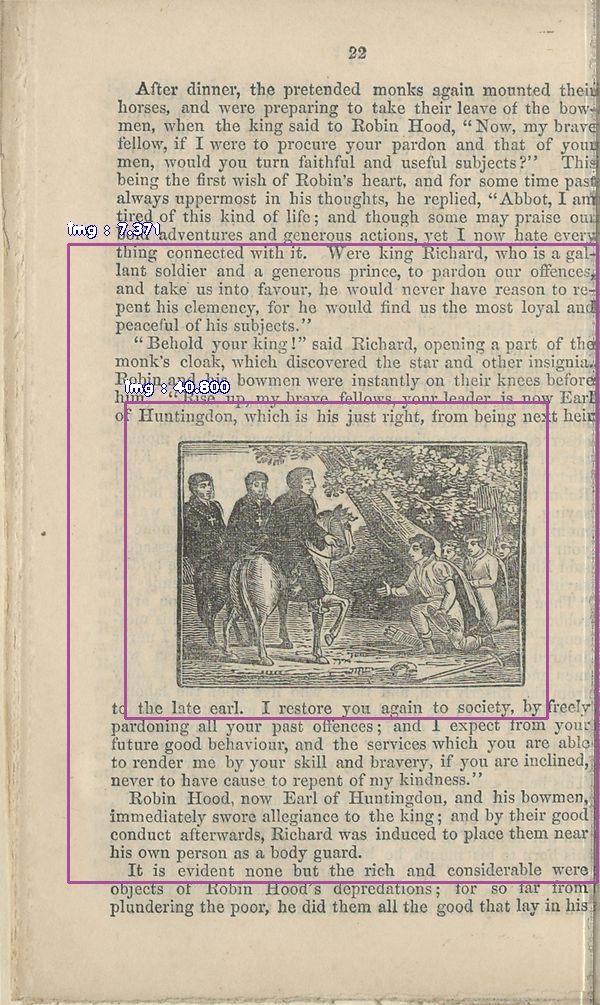 22
After dinner, the pretended monks again mounted their
horses, and were preparing to take their leave of the bow-
men, when the king said to Robin Hood, “Now, my brave
fellow, if I were to procure your pardon and that of your
men, would you turn faithful and useful subjects?” This
being the first wish of Robin’s heart, and for some time past
always uppermost in his thoughts, he replied, “Abbot, I am
tired of this kind of life; and though some may praise our
img : 7.371
adventures and generous actions, yet I now hate every
thing connected with it. Were king Richard, who is a gal-
lant soldier and a generous prince, to pardon our offences,
and take us into favour, he would never have reason to re-
pent his clemency, for he would find us the most loyal and
peaceful of his subjects.”
“Behold your king!” said Richard, opening a part of the
monk’s cloak, which discovered the star and other insignia.
Robin and his bowmen were instantly on their knees before
img : 40.800
him. “Rise up, my brave fellows, your leader is now Earl
of Huntingdon, which is his just right, from being next heir
to the late earl. I restore you again to society, by freely
pardoning all your past offences; and I expect from your
future good behaviour, and the services which you are able
to render me by your skill and bravery, if you are inclined,
never to have cause to repent of my kindness.”
Robin Hood, now Earl of Huntingdon, and his bowmen,
immediately swore allegiance to the king; and by their good
conduct afterwards, Richard was induced to place them near
his own person as a body guard.
It is evident none but the rich and considerable were
objects of Robin Hood’s depredations; for so far from
plundering the poor, he did them all the good that lay in his